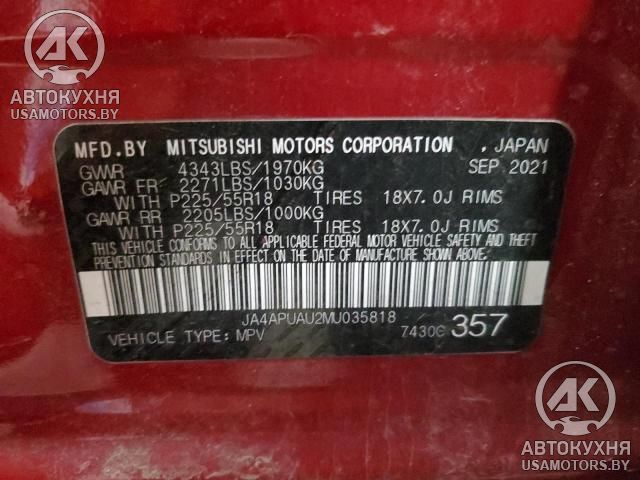 АК
АВТОКУХНЯ
USAMOTORS.BY
MFD.BY MITSUBISHI MOTORS CORPORATION , JAPAN
GVWR 4343LBS/1970KG SEP 2021
GAWR FR 2271LBS/1030KG
WITH P225/55R18 TIRES 18X7.0J RIMS
GAWR RR 2205LBS/1000KG
WITH P225/55R18 TIRES 18X7.0J RIMS
THIS VEHICLE CONFORMS TO ALL APPLICABLE FEDERAL MOTOR VEHICLE SAFETY AND THEFT
PREVENTION STANDARDS IN EFFECT ON THE DATE OF MANUFACTURE SHOWN ABOVE.
JA4APUAU2MU035818
VEHICLE TYPE: MPV 7430G 357
АК
АВТОКУХНЯ
USAMOTORS.BY